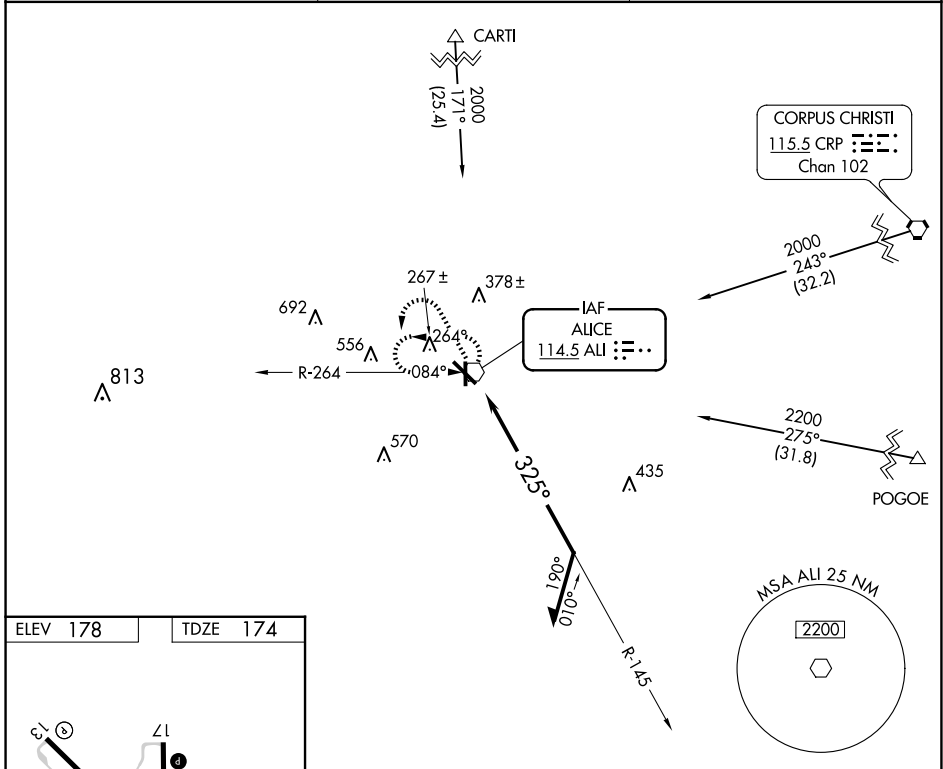 CARTI
2000
171°
(25.4)
CORPUS CHRISTI
115.5 CRP
Chan 102
2000
243°
(32.2)
267 ±
378 ±
692
264°
556
IAF
ALICE
114.5 ALI
R-264
084°
813
2200
275°
(31.8)
570
325°
435
POGOE
190°
010°
MSA ALI 25 NM
2200
R-145
ELEV 178
TDZE 174
13
P
17
P